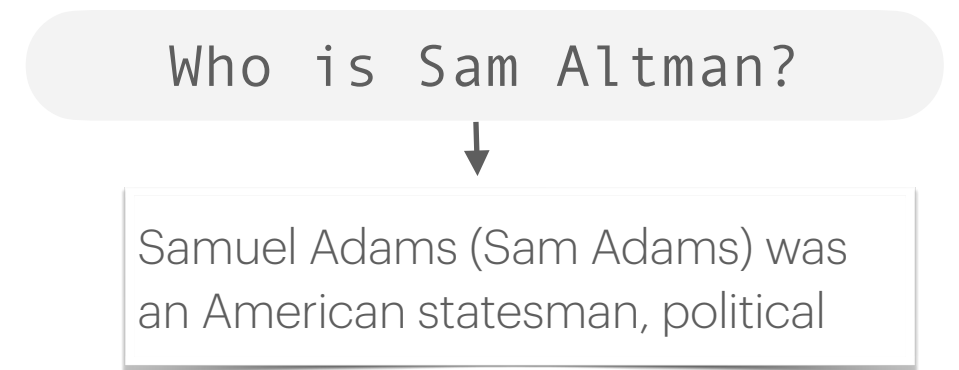 Who is Sam Altman?
Samuel Adams (Sam Adams) was
an American statesman, political